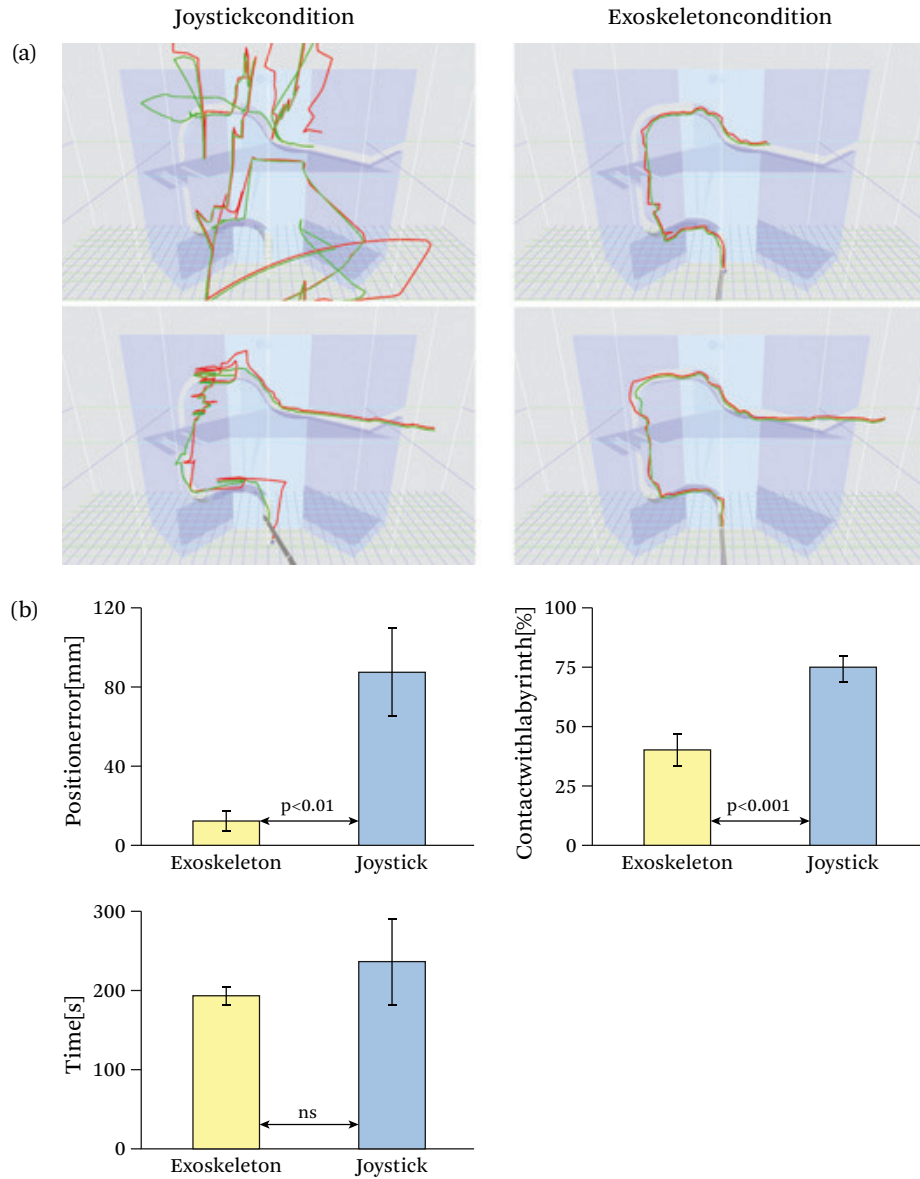 Joystickcondition
Exoskeletoncondition
(a)
(b)
Positionerror[mm]
120
80
40
0
p<0.01
Exoskeleton
Joystick
Contactwithlabyrinth[%]
100
75
50
25
0
p<0.001
Exoskeleton
Joystick
Time[s]
300
200
100
0
ns
Exoskeleton
Joystick